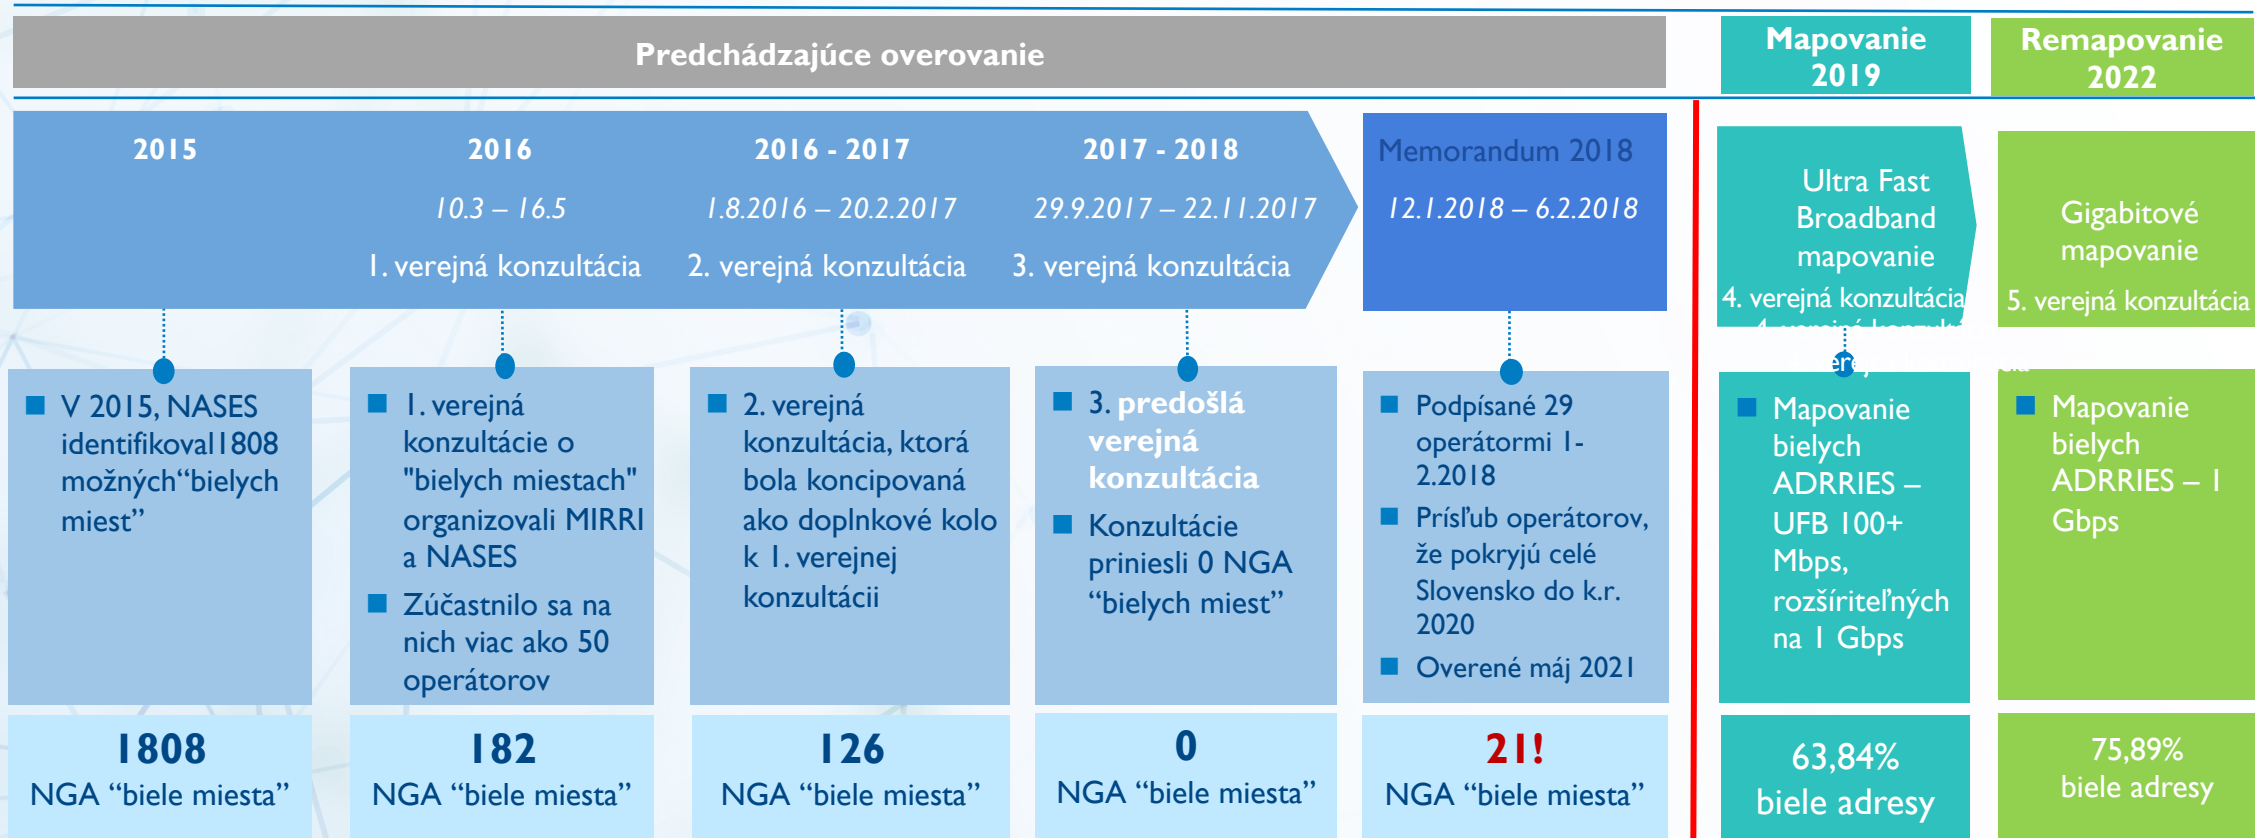 Predchádzajúce overovanie
Mapovanie
2019
Remapovanie
2022
2015
2016
10.3 – 16.5
1. verejná konzultácia
2016 - 2017
1.8.2016 – 20.2.2017
2. verejná konzultácia
2017 - 2018
29.9.2017 – 22.11.2017
3. verejná konzultácia
Memorandum 2018
12.1.2018 – 6.2.2018
Ultra Fast
Broadband
mapovanie
4. verejná konzultácia
Gigabitové
mapovanie
5. verejná konzultácia
V 2015, NASES
identifikoval1808
možných“bielych
miest”
1. verejná
konzultácie o
"bielych miestach"
organizovali MIRRI
a NASES
Zúčastnilo sa na
nich viac ako 50
operátorov
2. verejná
konzultácia, ktorá
bola koncipovaná
ako doplnkové kolo
k 1. verejnej
konzultácii
3. predošlá
verejná
konzultácia
Konzultácie
priniesli 0 NGA
“bielych miest”
Podpísané 29
operátormi 1-
2.2018
Prísľub operátorov,
že pokryjú celé
Slovensko do k.r.
2020
Overené máj 2021
Mapovanie
bielych
ADRRIES –
UFB 100+
Mbps,
rozšíriteľných
na 1 Gbps
Mapovanie
bielych
ADRRIES – 1
Gbps
1808
NGA “biele miesta”
182
NGA “biele miesta”
126
NGA “biele miesta”
0
NGA “biele miesta”
21!
NGA “biele miesta”
63,84%
biele adresy
75,89%
biele adresy